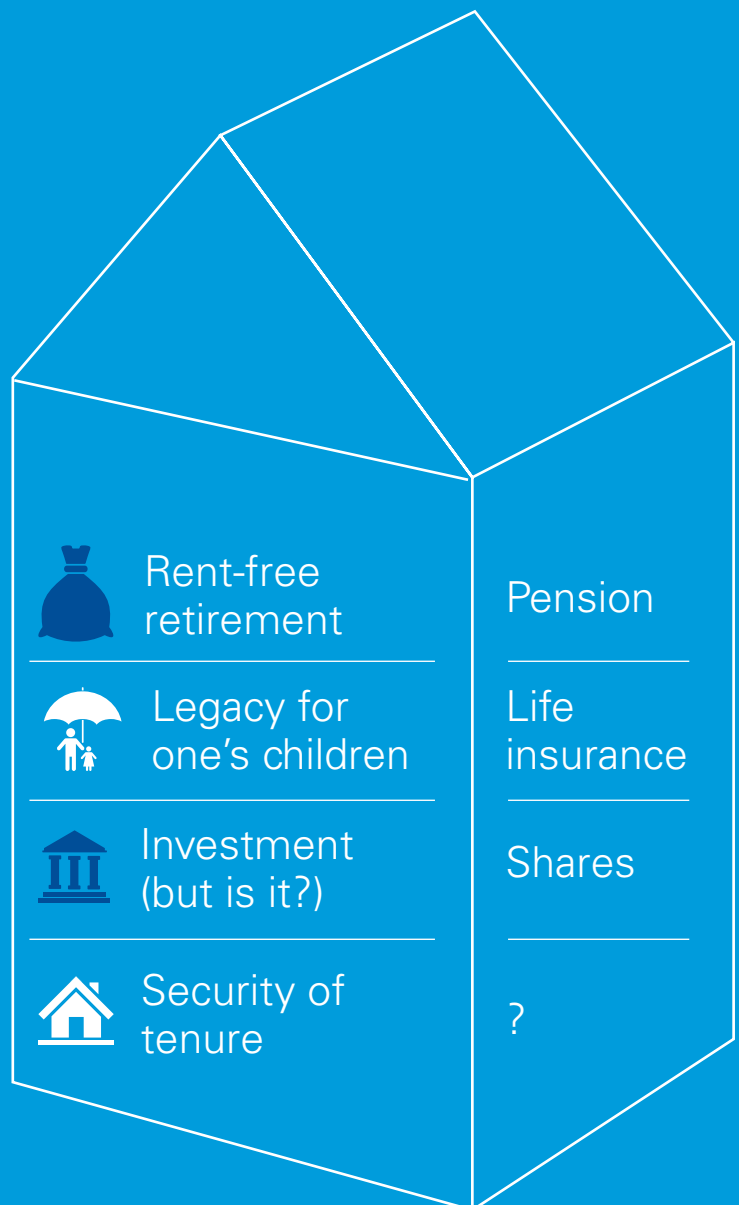 Rent-free
retirement
Pension
Legacy for
one's children
Life
insurance
Investment
(but is it?)
Shares
Security of
tenure
?